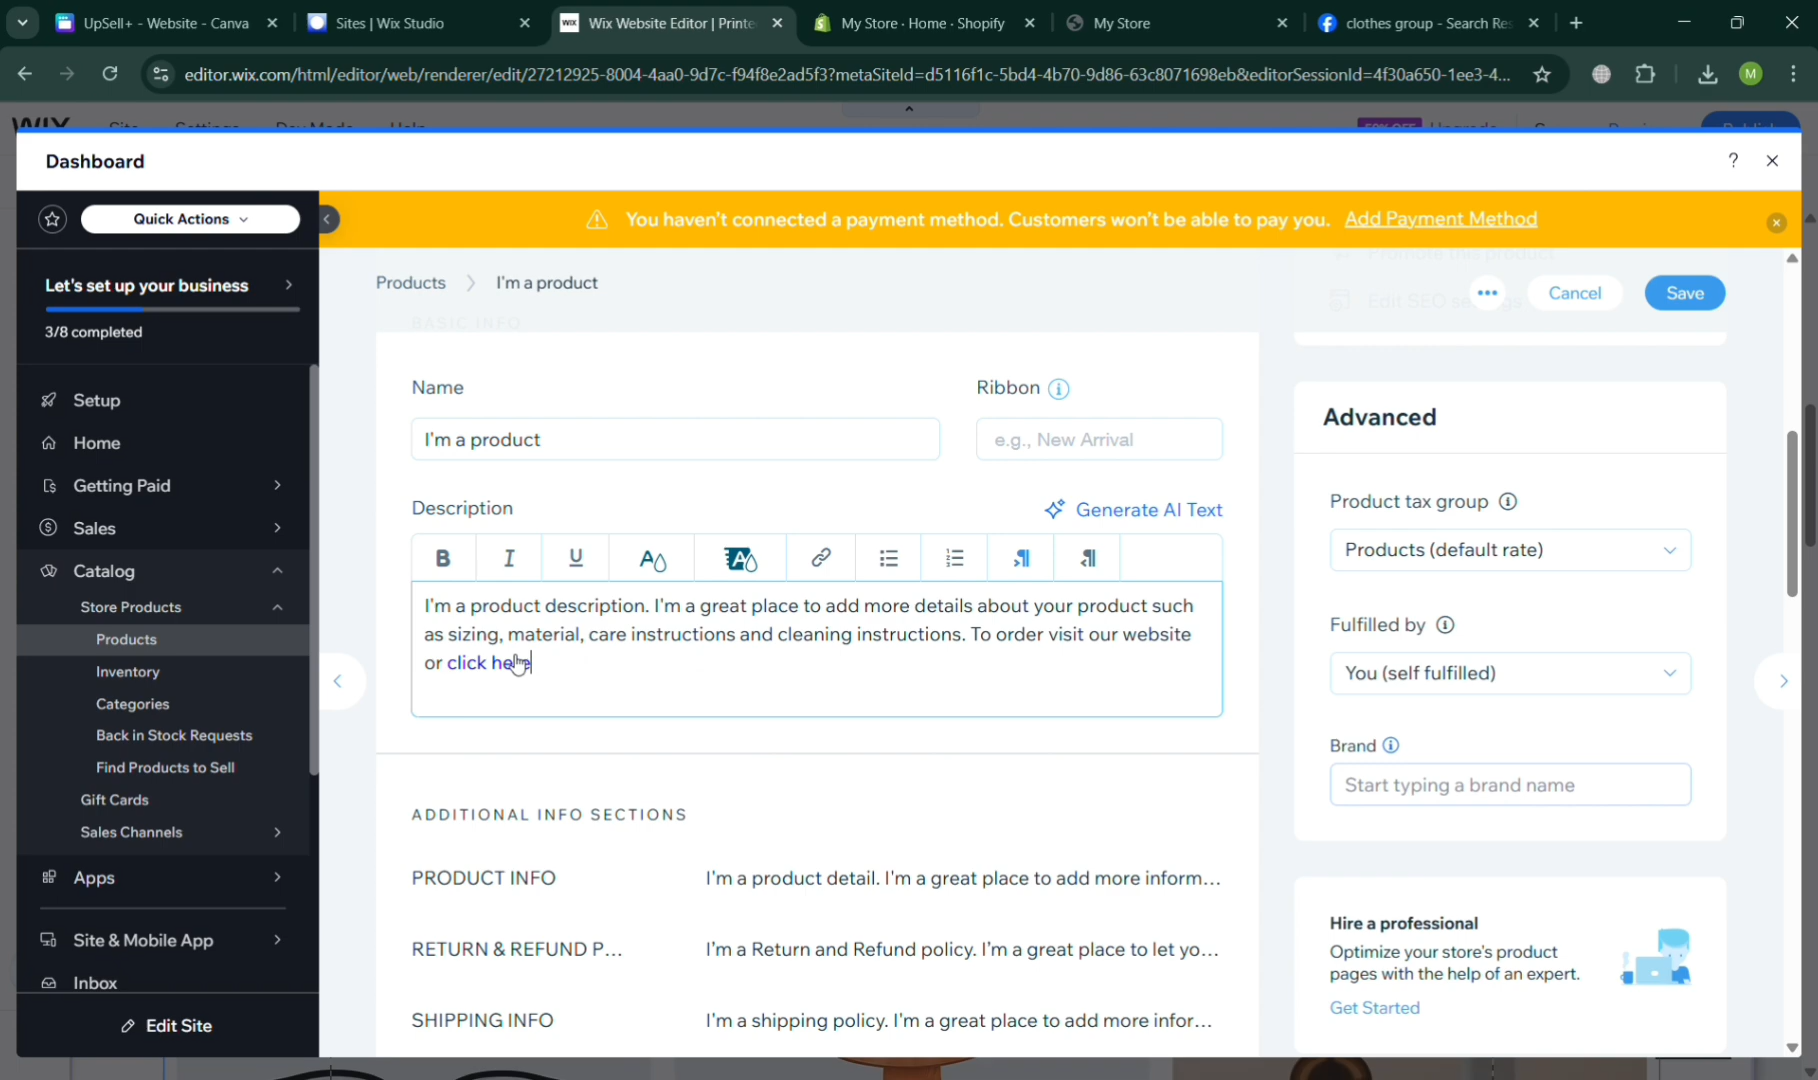 UpSell+ - Website - Canva
Sites | Wix Studio
WIX Wix Website Editor | Printe
My Store · Home · Shopify
My Store
clothes group - Search Res
editor.wix.com/html/editor/web/renderer/edit/27212925-8004-4aa0-9d7c-f94f8e2ad5f3?metaSiteId=d5116f1c-5bd4-4b70-9d86-63c8071698eb&editorSessionId=4f30a650-1ee3-4...
M
Dashboard
?
Quick Actions
You haven't connected a payment method. Customers won't be able to pay you. Add Payment Method
Let's set up your business
3/8 completed
Setup
Home
Getting Paid
Sales
Catalog
Store Products
Products
Inventory
Categories
Back in Stock Requests
Find Products to Sell
Gift Cards
Sales Channels
Apps
Site & Mobile App
Inbox
Edit Site
Products > I'm a product
Edit SEO settings
Cancel
Save
BASIC INFO
Name
Ribbon
I'm a product
e.g., New Arrival
Description
Generate AI Text
I'm a product description. I'm a great place to add more details about your product such
as sizing, material, care instructions and cleaning instructions. To order visit our website
or click here
ADDITIONAL INFO SECTIONS
PRODUCT INFO
I'm a product detail. I'm a great place to add more inform...
RETURN & REFUND P...
I'm a Return and Refund policy. I'm a great place to let yo...
SHIPPING INFO
I'm a shipping policy. I'm a great place to add more infor...
Advanced
Product tax group
Products (default rate)
Fulfilled by
You (self fulfilled)
Brand
Start typing a brand name
Hire a professional
Optimize your store's product
pages with the help of an expert.
Get Started